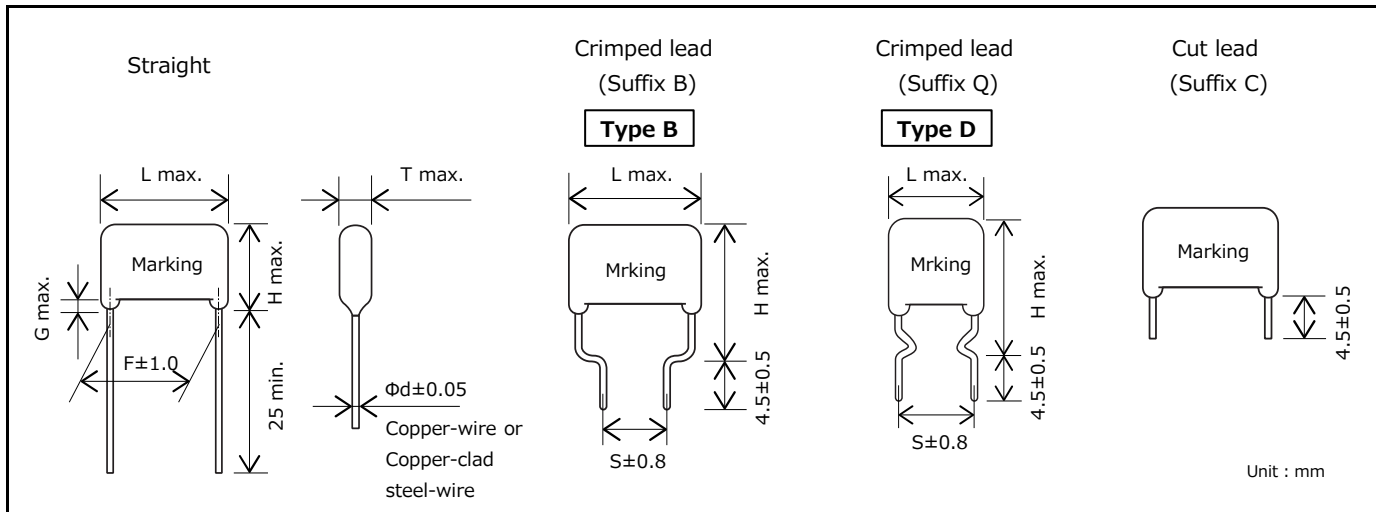 Straight
L max.
Marking
G max.
H max.
F±1.0
25 min.
T max.
Φd±0.05
Copper-wire or
Copper-clad
steel-wire
Crimped lead
(Suffix B)
Type B
L max.
Mrking
H max.
4.5±0.5
S±0.8
Crimped lead
(Suffix Q)
Type D
L max.
Mrking
H max.
4.5±0.5
S±0.8
Cut lead
(Suffix C)
Marking
4.5±0.5
Unit : mm